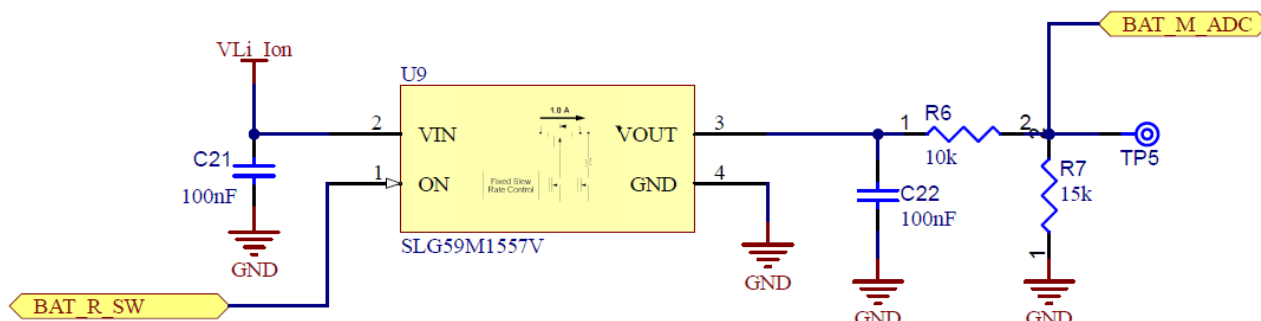 BAT_M_ADC
VLi_Ion
U9
1.0 A
2 VIN VOUT 3
1 R6 2 2
10k
TP5
C21
100nF
1 ON
Fixed Slew
Rate Control
GND 4
C22
100nF
R7
15k
1
SLG59M1557V
GND
GND
GND
GND
BAT_R_SW